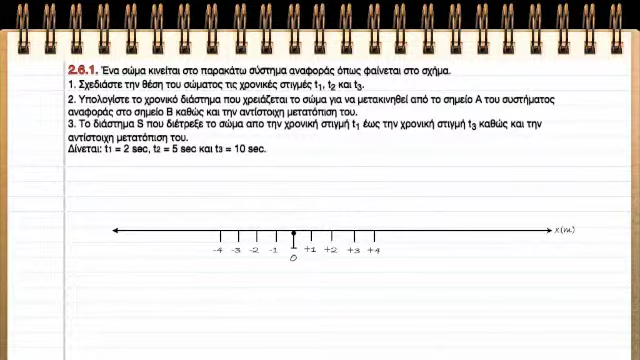 2.6.1. Ένα σώμα κινείται στο παρακάτω σύστημα αναφοράς όπως φαίνεται στο σχήμα.
1. Σχεδιάστε την θέση του σώματος τις χρονικές στιγμές t1, t2 και t3.
2. Υπολογίστε το χρονικό διάστημα που χρειάζεται το σώμα για να μετακινηθεί από το σημείο Α του συστήματος
αναφοράς στο σημείο Β καθώς και την αντίστοιχη μετατόπιση του.
3. Το διάστημα S που διέτρεξε το σώμα απο την χρονική στιγμή t1 έως την χρονική στιγμή t3 καθώς και την
αντίστοιχη μετατόπιση του.
Δίνεται: t1 = 2 sec, t2 = 5 sec και t3 = 10 sec.
x(m)
-4 -3 -2 -1 +1 +2 +3 +4
0